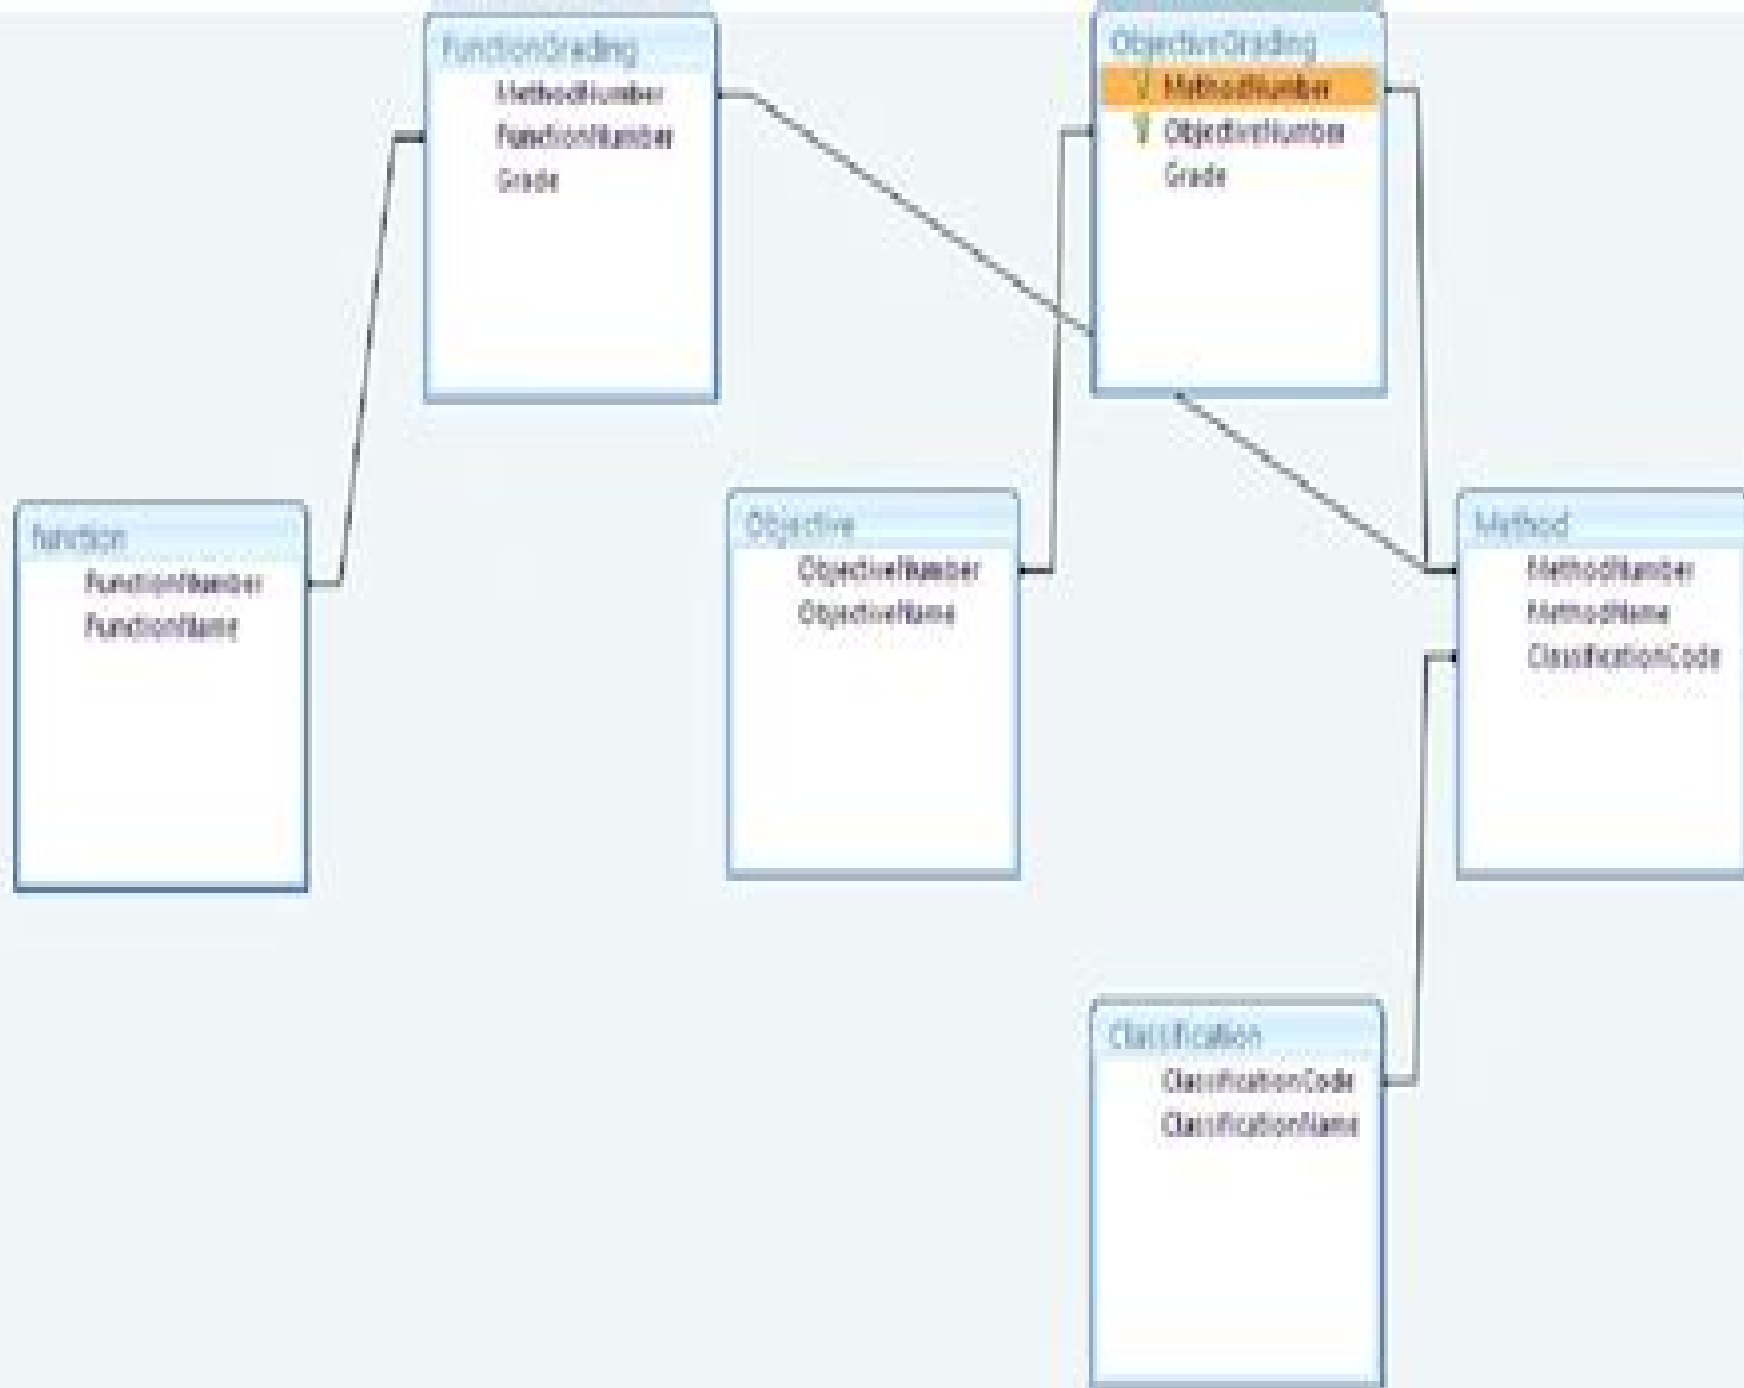 FunctionGrading
MethodNumber
FunctionNumber
Grade
ObjectiveGrading
MethodNumber
ObjectiveNumber
Grade
function
FunctionNumber
FunctionName
Objective
ObjectiveNumber
ObjectiveName
Method
MethodNumber
MethodName
ClassificationCode
Classification
ClassificationCode
ClassificationName